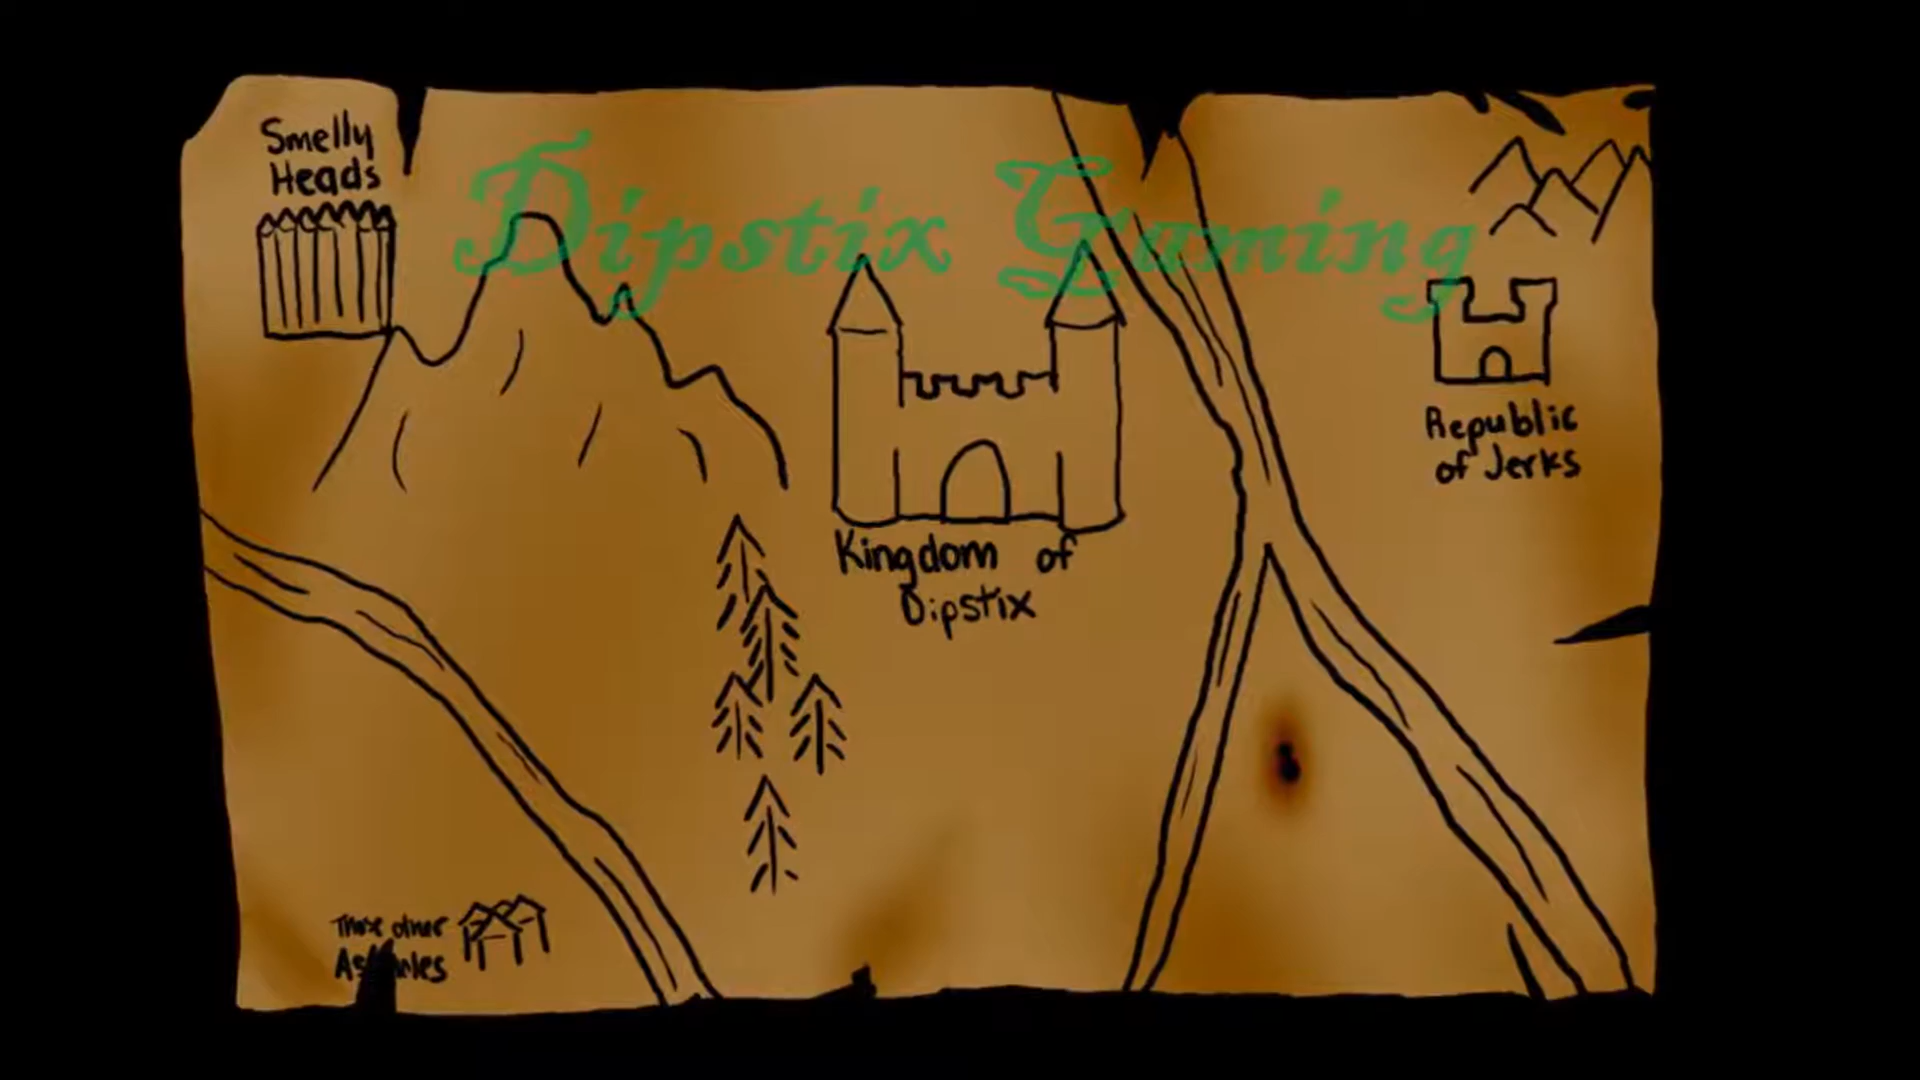 Smelly
Heads
Dipstix Gaming
Republic
of Jerks
Kingdom of
Dipstix
Those other